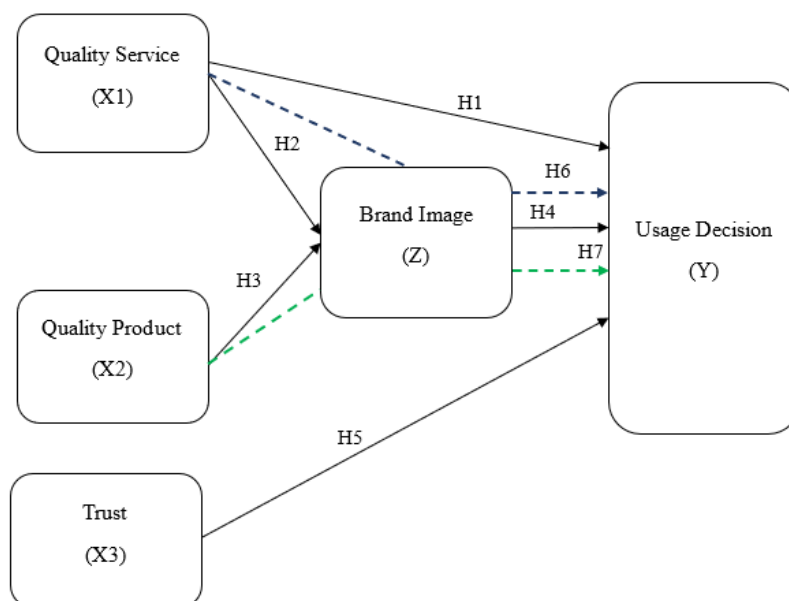 Quality Service
(X1)
H1
H2
H6
Brand Image
(Z)
H4
Usage Decision
(Y)
H7
H3
Quality Product
(X2)
H5
Trust
(X3)